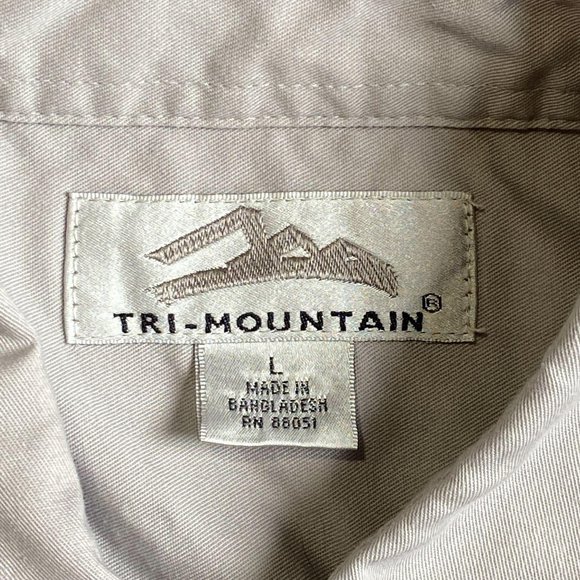 TRI-MOUNTAIN®
L
MADE IN
BANGLADESH
RN 88051